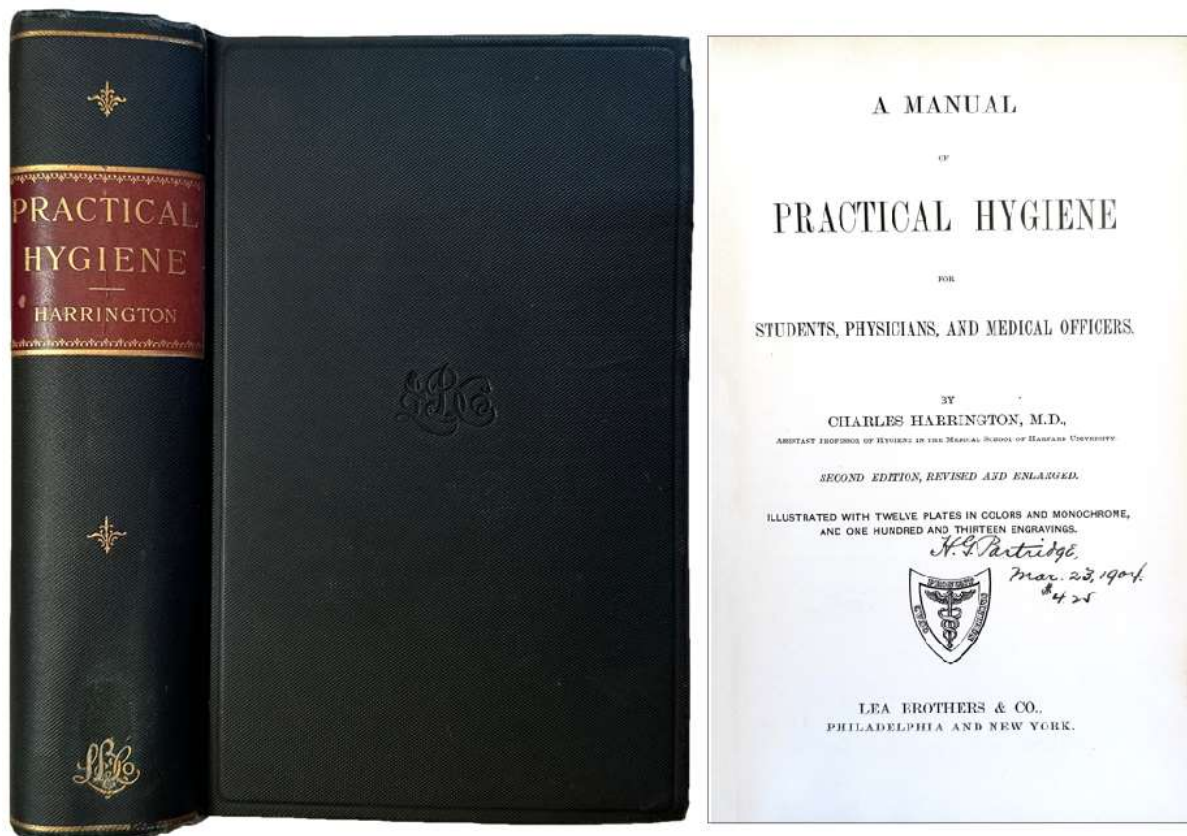 PRACTICAL
HYGIENE
HARRINGTON
A MANUAL
OF
PRACTICAL HYGIENE
FOR
STUDENTS, PHYSICIANS, AND MEDICAL OFFICERS.
BY
CHARLES HARRINGTON, M.D.,
ASSISTANT PROFESSOR OF HYGIENE IN THE MEDICAL SCHOOL OF HARVARD UNIVERSITY
SECOND EDITION, REVISED AND ENLARGED.
ILLUSTRATED WITH TWELVE PLATES IN COLORS AND MONOCHROME,
AND ONE HUNDRED AND THIRTEEN ENGRAVINGS.
H. G. Partridge,
Mar. 23, 1904.
$4 25
LEA BROTHERS & CO.,
PHILADELPHIA AND NEW YORK.